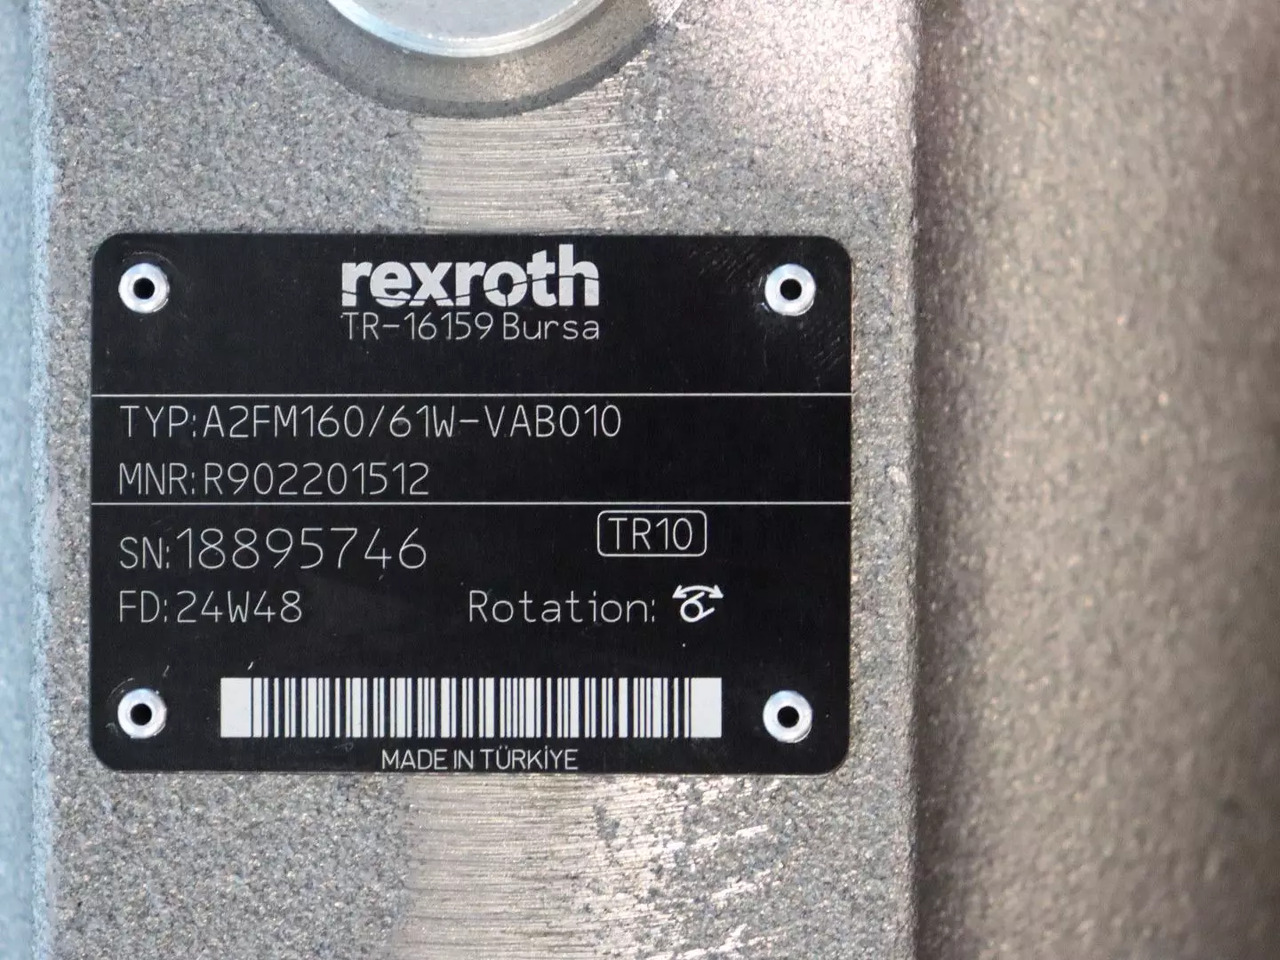 rexroth
TR-16159 Bursa
TYP:A2FM160/61W-VAB010
MNR:R902201512
SN:18895746
TR10
FD:24W48
Rotation:
MADE IN TÜRKİYE